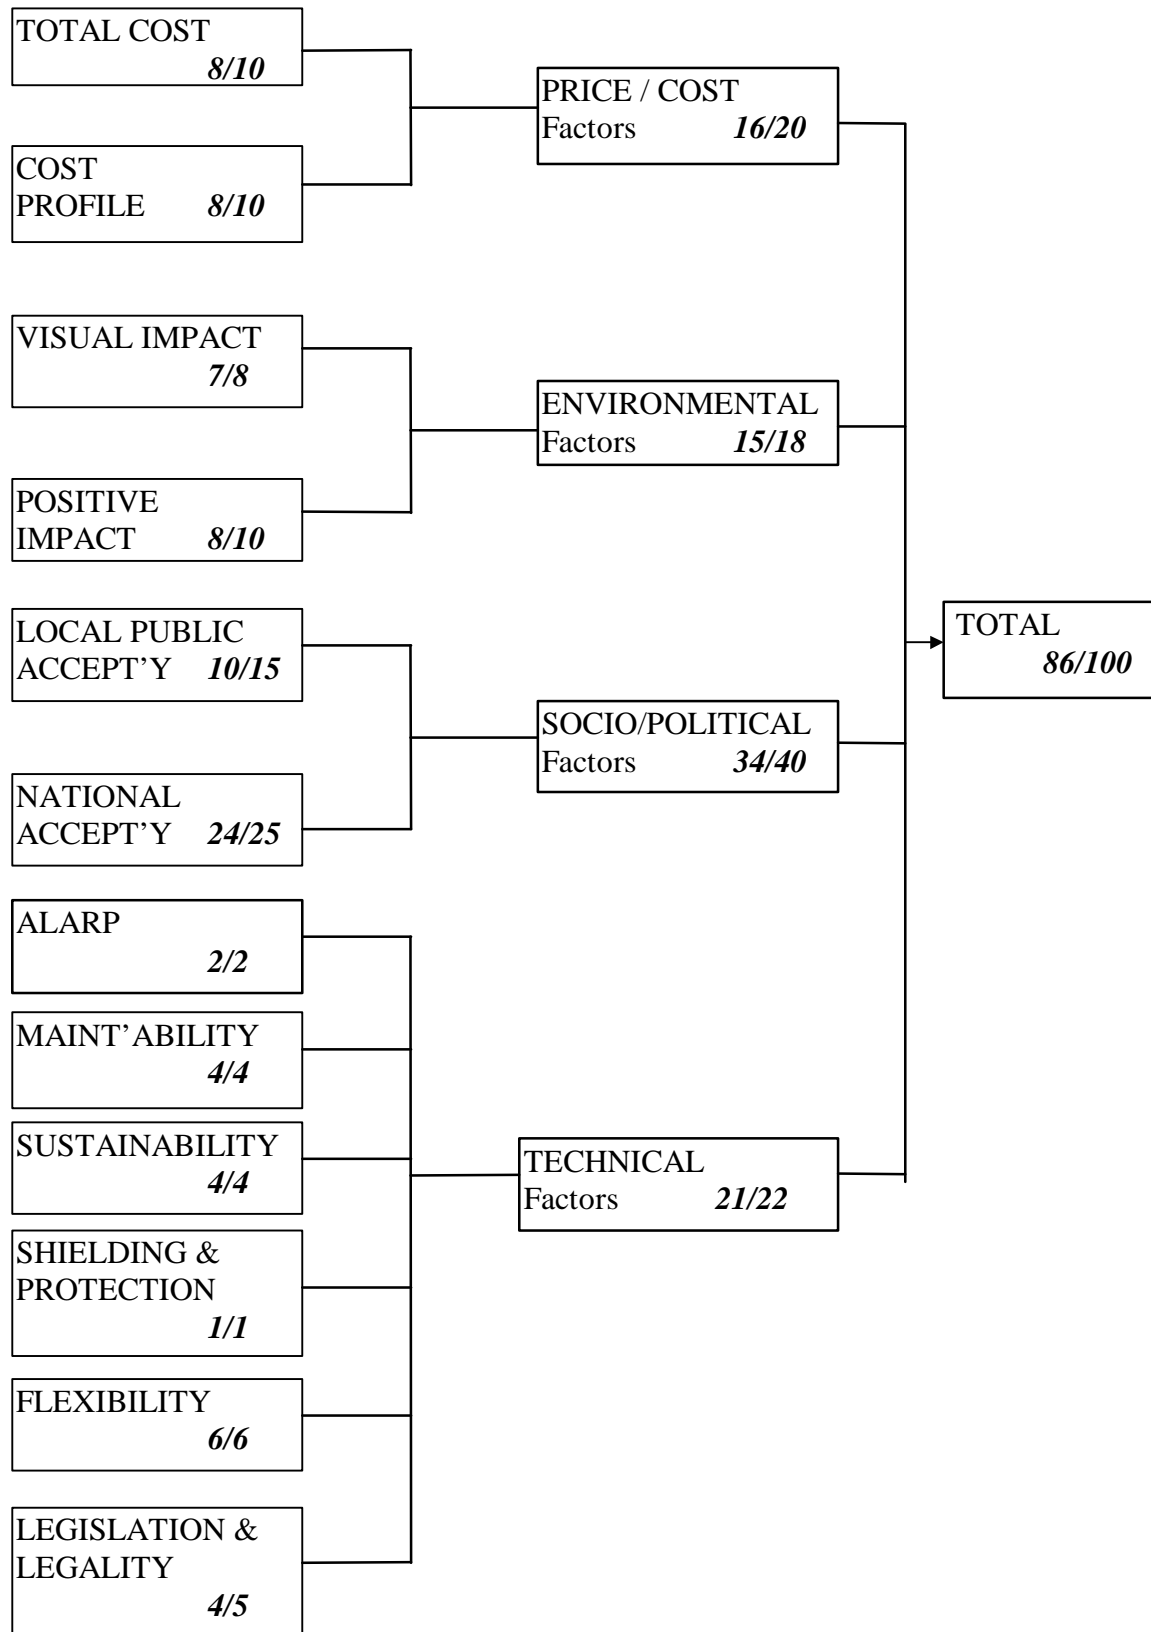 TOTAL COST
8/10
COST
PROFILE 8/10
PRICE / COST
Factors 16/20
VISUAL IMPACT
7/8
POSITIVE
IMPACT 8/10
ENVIRONMENTAL
Factors 15/18
LOCAL PUBLIC
ACCEPT’Y 10/15
NATIONAL
ACCEPT’Y 24/25
SOCIO/POLITICAL
Factors 34/40
ALARP
2/2
MAINT’ABILITY
4/4
SUSTAINABILITY
4/4
SHIELDING &
PROTECTION
1/1
FLEXIBILITY
6/6
LEGISLATION &
LEGALITY
4/5
TECHNICAL
Factors 21/22
TOTAL
86/100